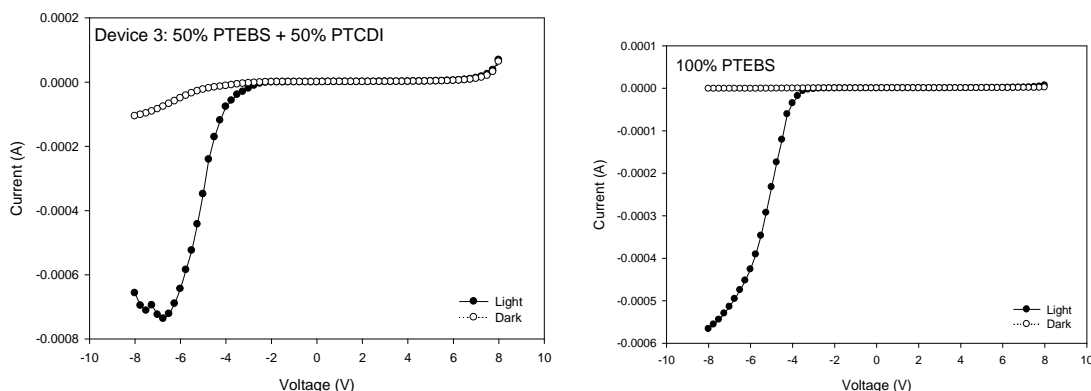 Device 3: 50% PTEBS + 50% PTCDI
0.0002
0.0000
-0.0002
-0.0004
-0.0006
-0.0008
Current (A)
-10 -8 -6 -4 -2 0 2 4 6 8 10
Voltage (V)
Light
Dark
100% PTEBS
0.0001
0.0000
-0.0001
-0.0002
-0.0003
-0.0004
-0.0005
-0.0006
Current (A)
-10 -8 -6 -4 -2 0 2 4 6 8 10
Voltage (V)
Light
Dark